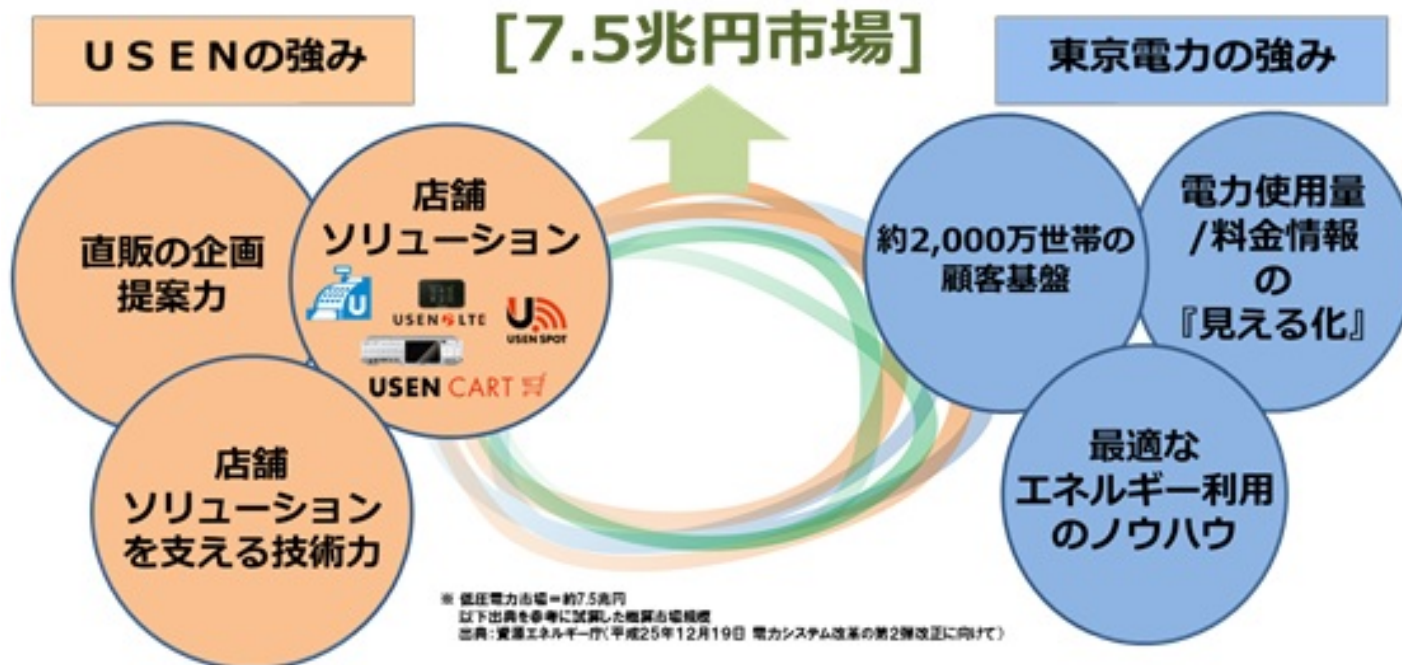 [7.5兆円市場]
ＵＳＥＮの強み
東京電力の強み
直販の企画
提案力
店舗
ソリューション
U
USEN LTE
U
USEN SPOT
USEN CART
店舗
ソリューション
を支える技術力
約2,000万世帯の
顧客基盤
電力使用量
/料金情報
の
『見える化』
最適な
エネルギー利用
のノウハウ
※ 低圧電力市場＝約7.5兆円
以下出典を参考に試算した概算市場規模
出典：資源エネルギー庁（平成25年12月19日 電力システム改革の第2弾改正に向けて）